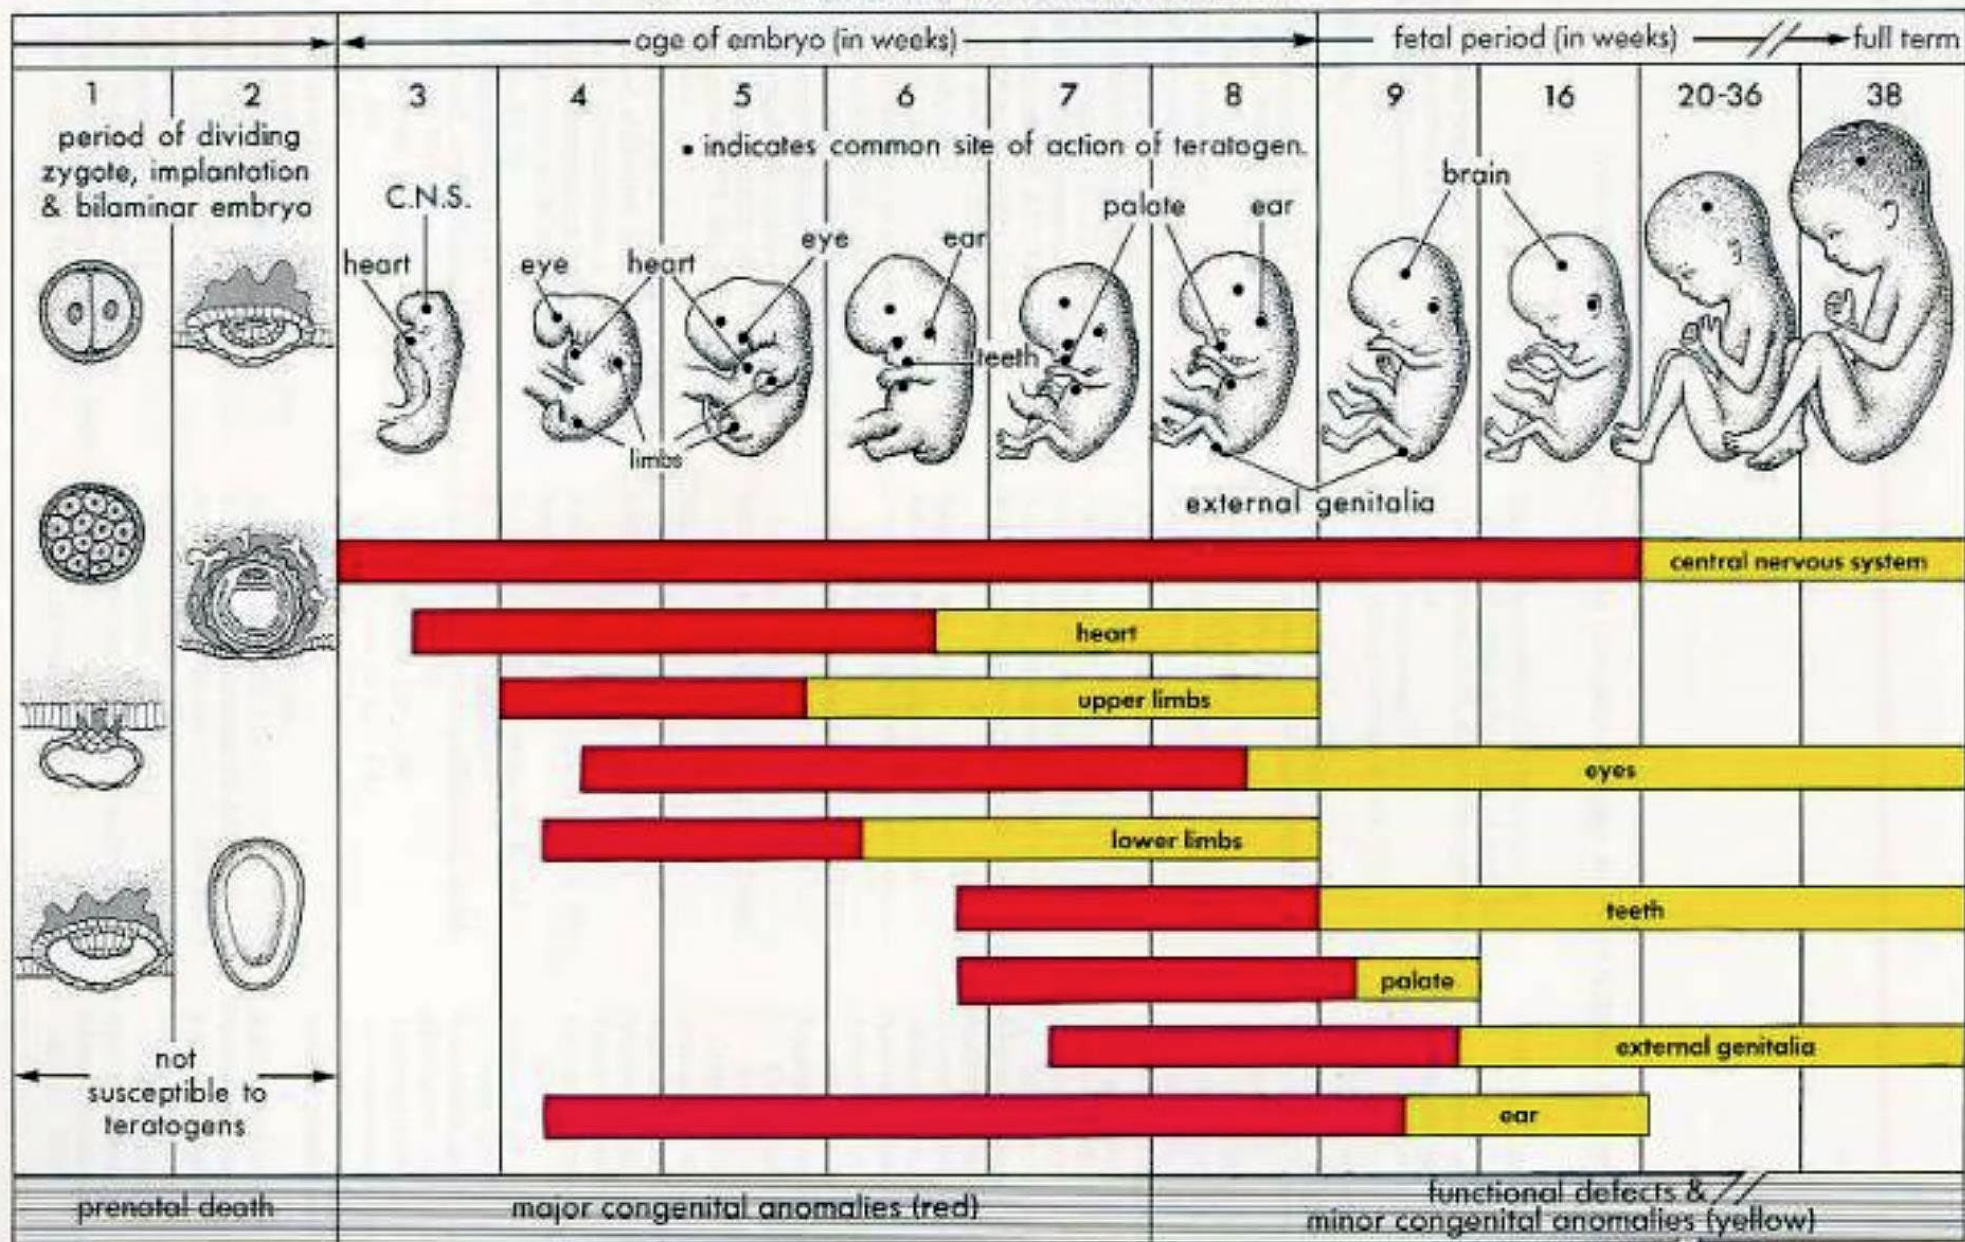 age of embryo (in weeks)
fetal period (in weeks)
full term
1
2
3
4
5
6
7
8
9
16
20-36
38
period of dividing
zygote, implantation
& bilaminar embryo
• indicates common site of action of teratogen.
C.N.S.
heart
eye
heart
limbs
eye
ear
teeth
palate
ear
external genitalia
brain
central nervous system
heart
upper limbs
eyes
lower limbs
teeth
palate
external genitalia
ear
not
susceptible to
teratogens
prenatal death
major congenital anomalies (red)
functional defects &
minor congenital anomalies (yellow)